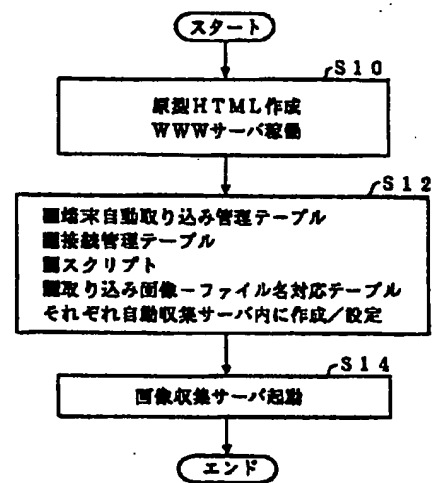 スタート
S10
原型HTML作成
WWWサーバ稼働
S12
端末自動取り込み管理テーブル
接続管理テーブル
スクリプト
取り込み画像-ファイル名対応テーブル
それぞれ自動収集サーバ内に作成/設定
S14
画像収集サーバ起動
エンド